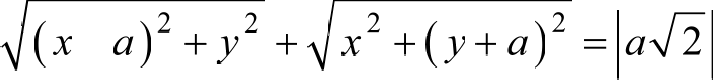 √((x a)² + y²) + √(x² + (y + a)²) = |a√2|